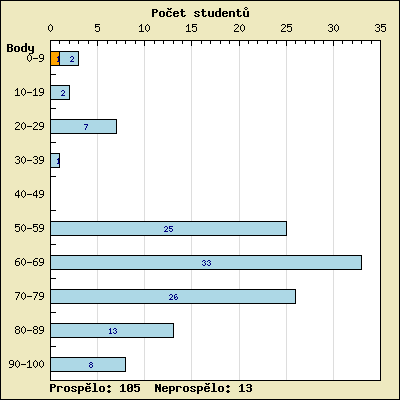 Počet studentů
0 5 10 15 20 25 30 35
Body
0-9 1 2
10-19 2
20-29 7
30-39 1
40-49
50-59 25
60-69 33
70-79 26
80-89 13
90-100 8
Prospělo: 105 Neprospělo: 13